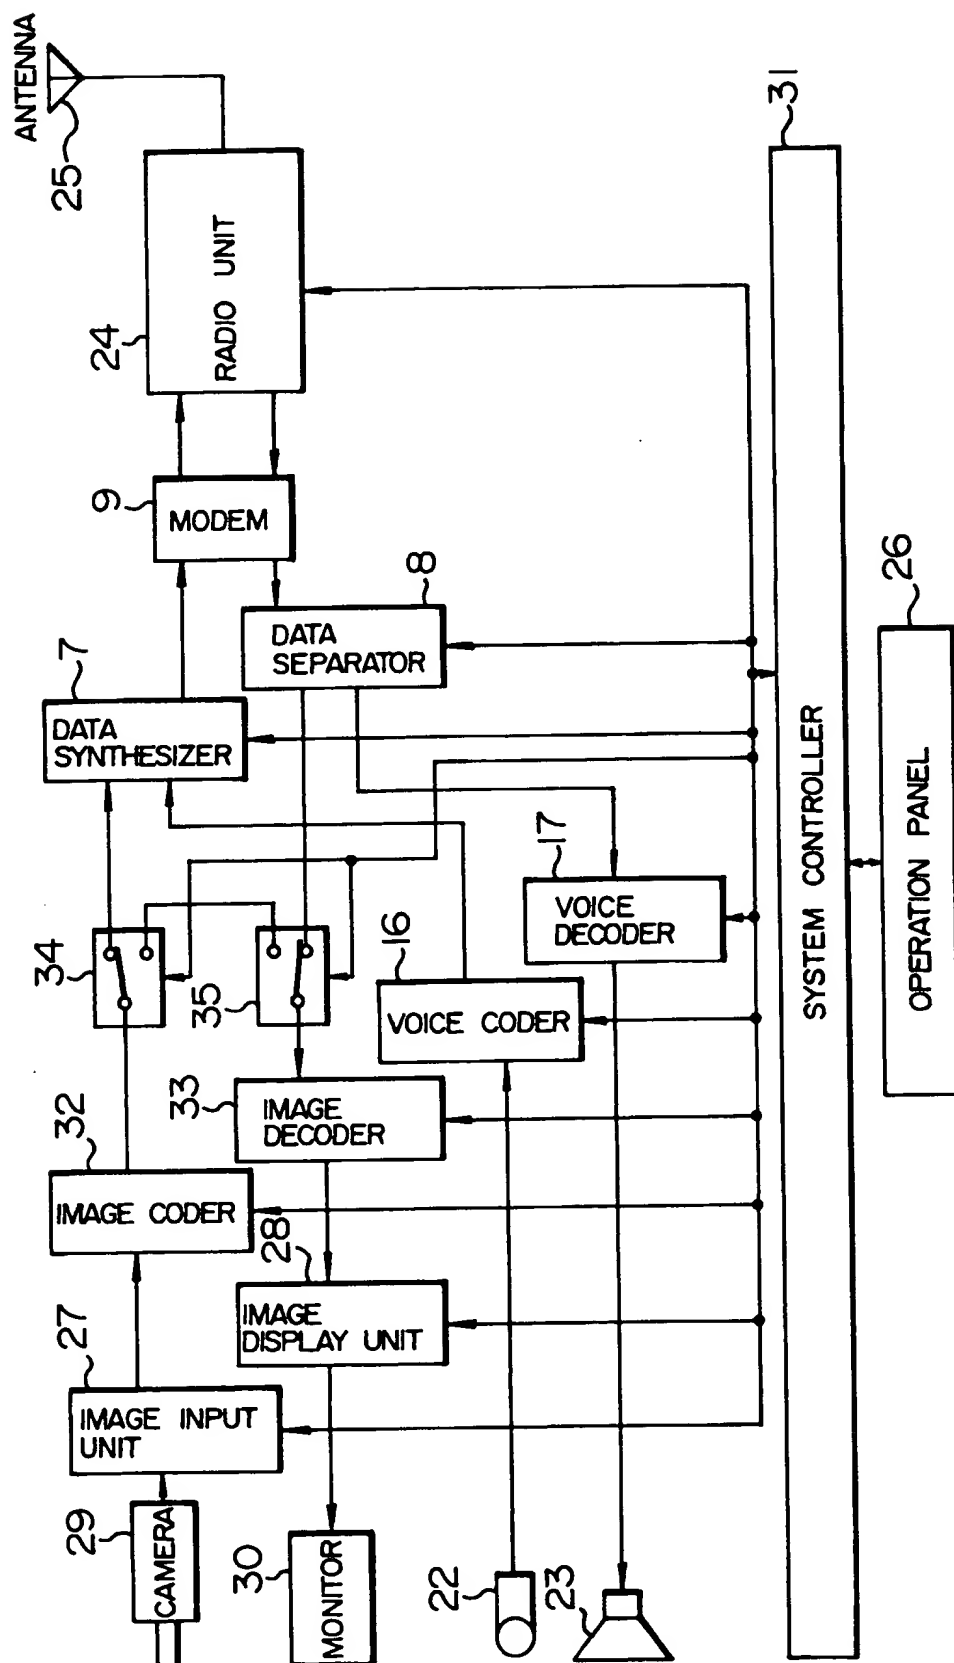 ANTENNA
25
24
RADIO UNIT
9
MODEM
8
DATA
SEPARATOR
7
DATA
SYNTHESIZER
34
35
16
VOICE CODER
17
VOICE
DECODER
32
IMAGE CODER
33
IMAGE
DECODER
28
IMAGE
DISPLAY UNIT
27
IMAGE INPUT
UNIT
29
CAMERA
30
MONITOR
22
23
31
SYSTEM CONTROLLER
26
OPERATION PANEL